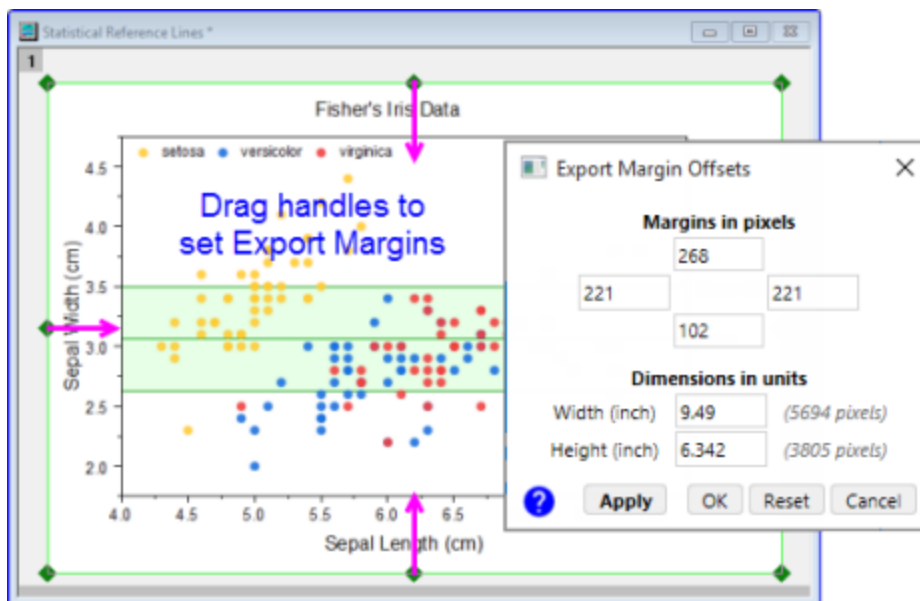 Statistical Reference Lines *
1
Fisher's Iris Data
setosa versicolor virginica
Drag handles to
set Export Margins
Sepal Width (cm)
4.5
4.0
3.5
3.0
2.5
2.0
4.0 4.5 5.0 5.5 6.0 6.5
Sepal Length (cm)
Export Margin Offsets
Margins in pixels
268
221 221
102
Dimensions in units
Width (inch) 9.49 (5694 pixels)
Height (inch) 6.342 (3805 pixels)
? Apply OK Reset Cancel